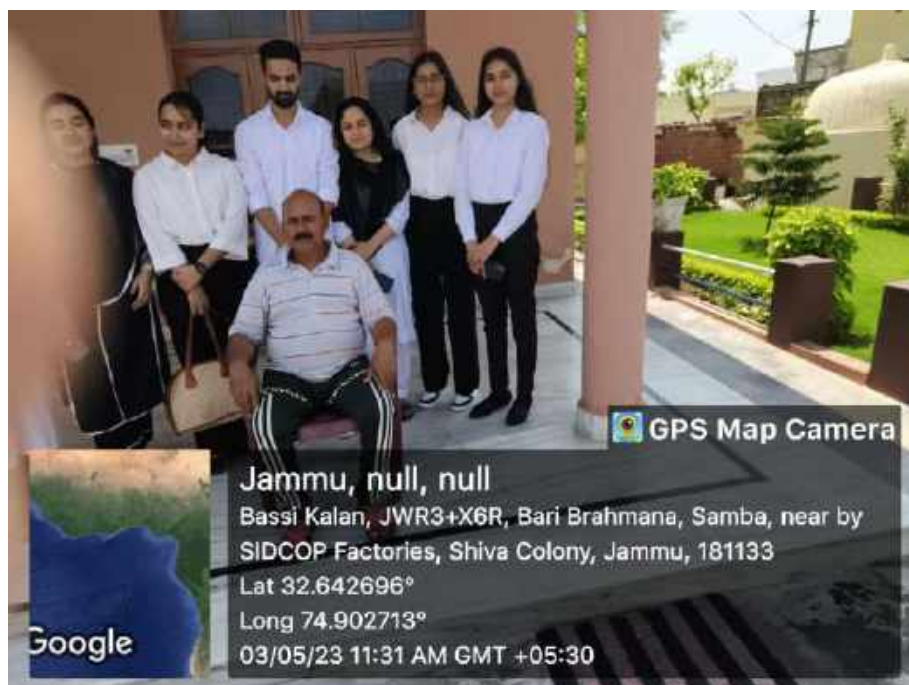 GPS Map Camera
Jammu, null, null
Bassi Kalan, JWR3+X6R, Bari Brahmana, Samba, near by
SIDCOP Factories, Shiva Colony, Jammu, 181133
Lat 32.642696°
Long 74.902713°
03/05/23 11:31 AM GMT +05:30
Google